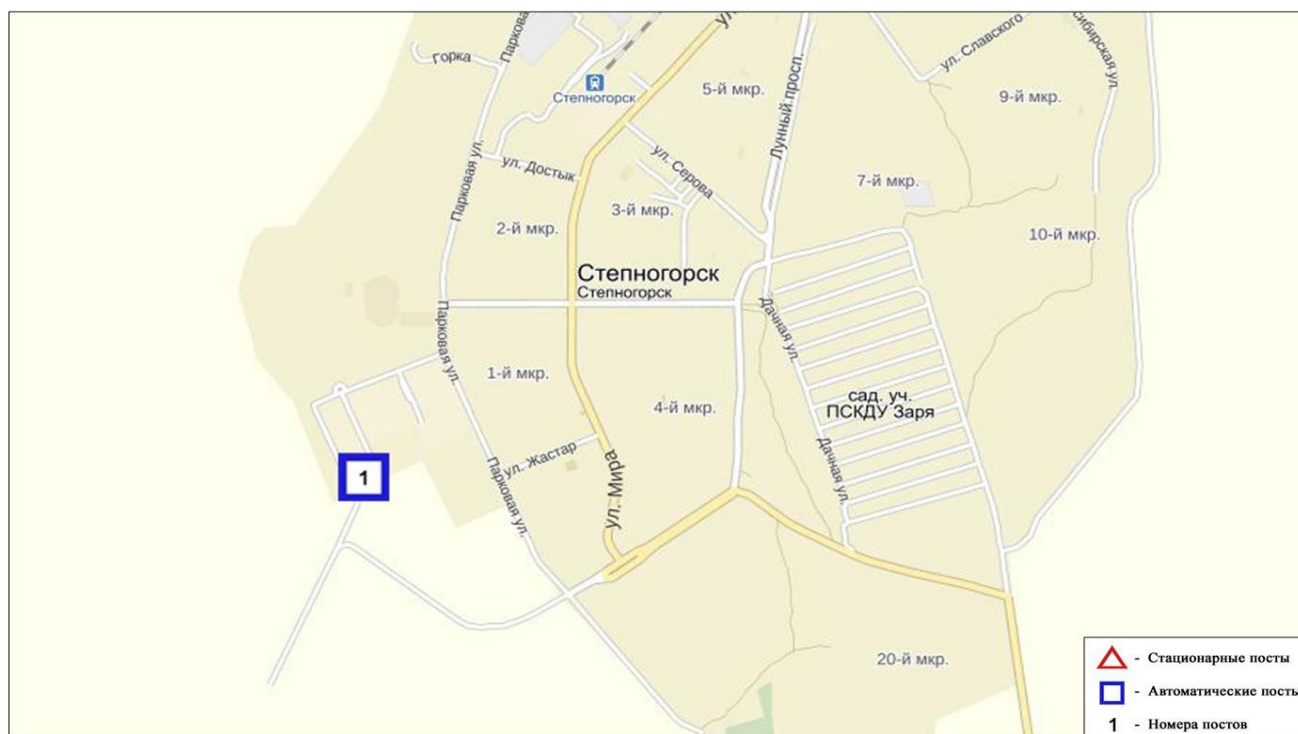 Горка
Парковая
Степногорск
ул.
5-й мкр.
Лунный просп.
ул. Славского
9-й мкр.
Парковая ул.
ул. Достык
ул. Серова
7-й мкр.
3-й мкр.
2-й мкр.
10-й мкр.
Степногорск
Степногорск
Парковая ул.
Дачная ул.
1-й мкр.
4-й мкр.
сад. уч.
ПСКДУ Заря
ул. Жастар
ул. Мира
Дачная ул.
1
Парковая ул.
20-й мкр.
- Стационарные посты
- Автоматические посты
1 - Номера постов